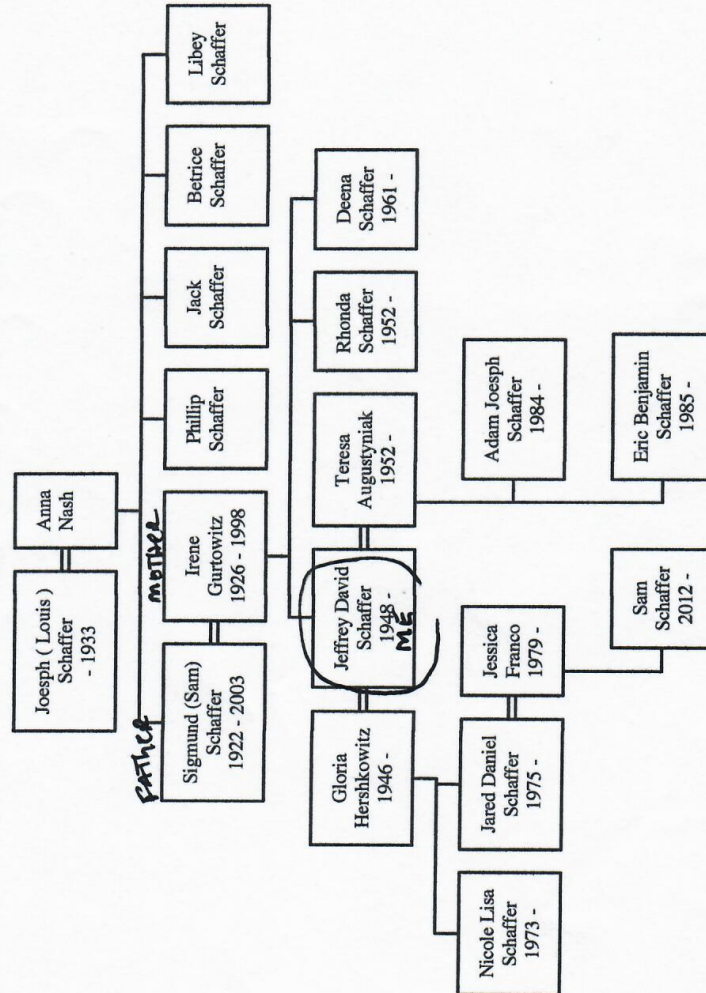 Joesph ( Louis )
Schaffer
- 1933
Anna
Nash
FATHER
Sigmund (Sam)
Schaffer
1922 - 2003
MOTHER
Irene
Gurtowitz
1926 - 1998
Phillip
Schaffer
Jack
Schaffer
Betrice
Schaffer
Libey
Schaffer
Gloria
Hershkowitz
1946 -
Jeffrey David
Schaffer
1948 -
ME
Teresa
Augustyniak
1952 -
Rhonda
Schaffer
1952 -
Deena
Schaffer
1961 -
Nicole Lisa
Schaffer
1973 -
Jared Daniel
Schaffer
1975 -
Jessica
Franco
1979 -
Adam Joesph
Schaffer
1984 -
Sam
Schaffer
2012 -
Eric Benjamin
Schaffer
1985 -